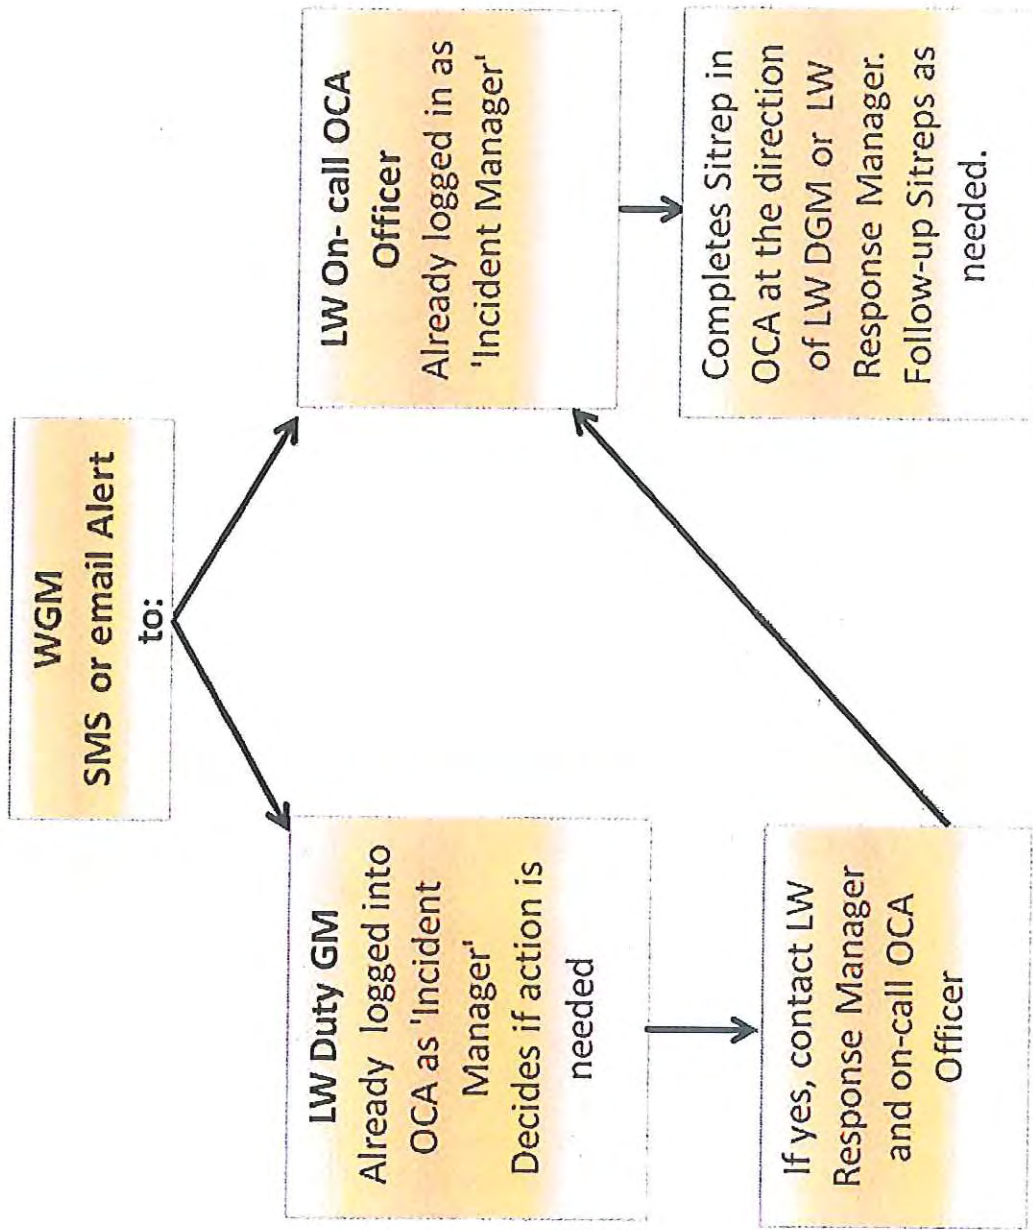 WGM
SMS or email Alert
to:
LW Duty GM
Already logged into
OCA as 'Incident
Manager'
Decides if action is
needed
If yes, contact LW
Response Manager
and on-call OCA
Officer
LW On- call OCA
Officer
Already logged in as
'Incident Manager'
Completes Sitrep in
OCA at the direction
of LW DGM or LW
Response Manager.
Follow-up Sitreps as
needed.